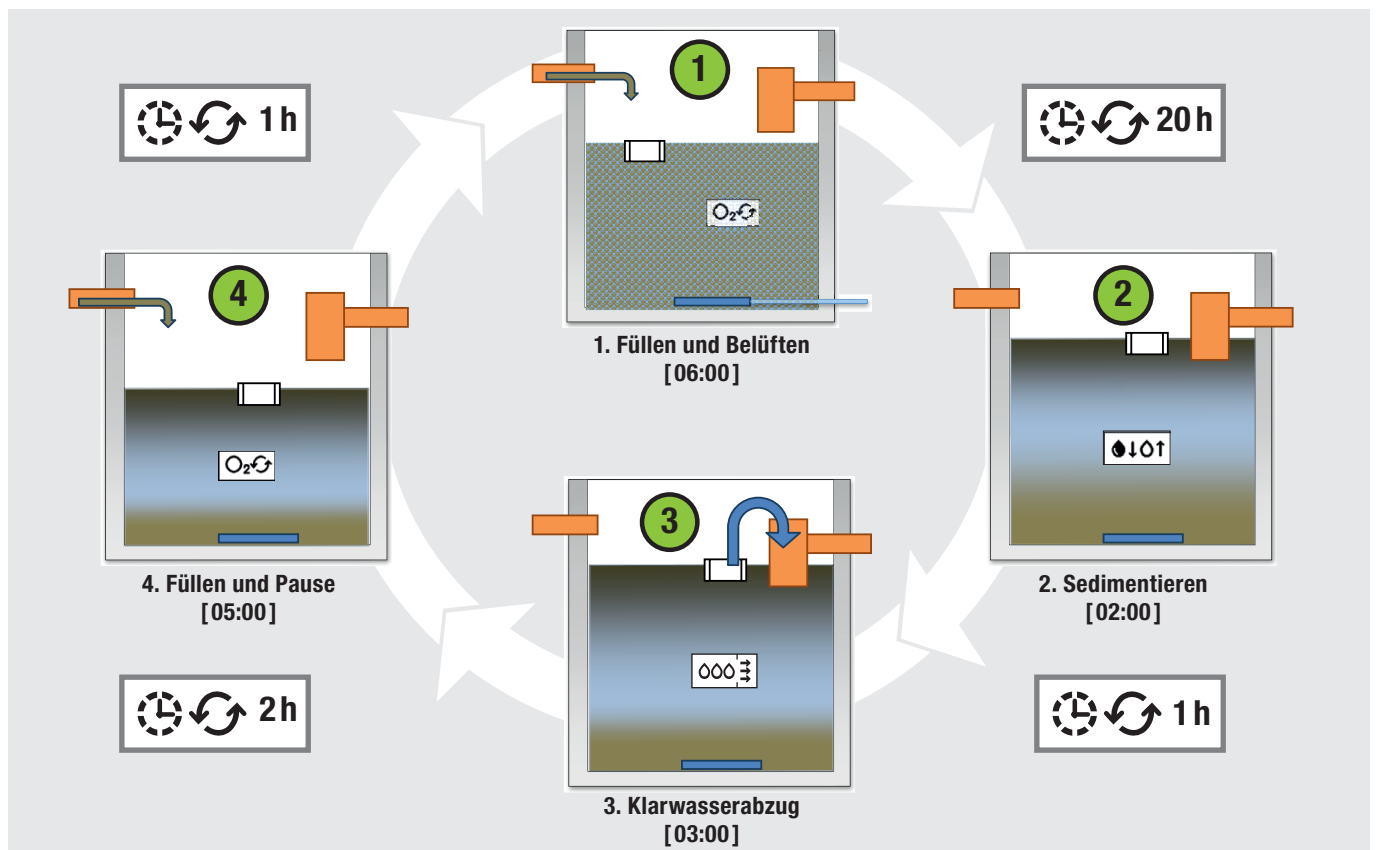 1
1. Füllen und Belüften
[06:00]
O₂
20 h
2
2. Sedimentieren
[02:00]
1 h
3
3. Klarwasserabzug
[03:00]
2 h
4
O₂
4. Füllen und Pause
[05:00]
1 h